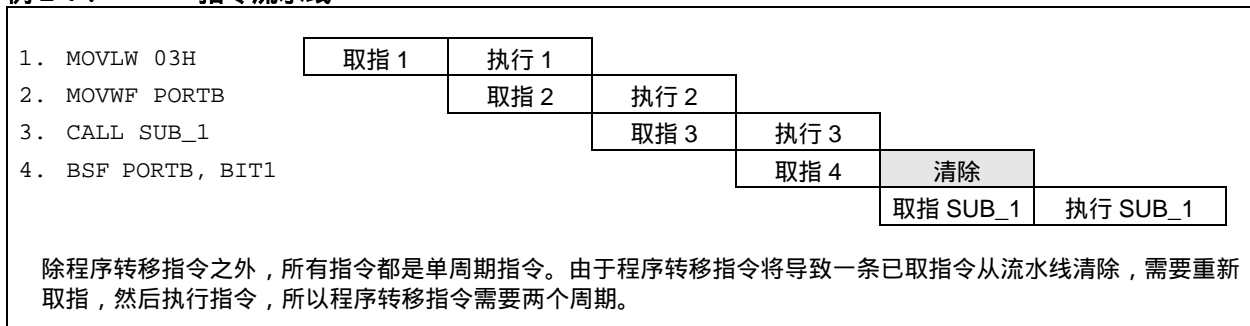 1. MOVLW 03H 取指 1 执行 1
2. MOVWF PORTB 取指 2 执行 2
3. CALL SUB_1 取指 3 执行 3
4. BSF PORTB, BIT1 取指 4 清除
取指 SUB_1 执行 SUB_1
除程序转移指令之外，所有指令都是单周期指令。由于程序转移指令将导致一条已取指令从流水线清除，需要重新
取指，然后执行指令，所以程序转移指令需要两个周期。